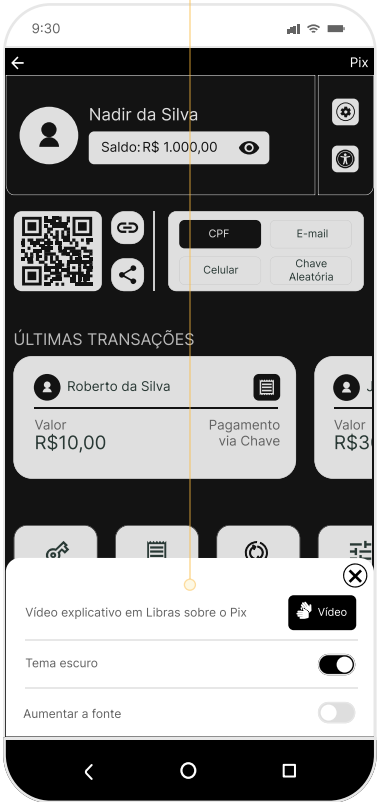 9:30
Pix
Nadir da Silva
Saldo: R$ 1.000,00
CPF
E-mail
Celular
Chave
Aleatória
ÚLTIMAS TRANSAÇÕES
Roberto da Silva
Valor
R$10,00
Pagamento
via Chave
Valor
Vídeo explicativo em Libras sobre o Pix
Vídeo
Tema escuro
Aumentar a fonte